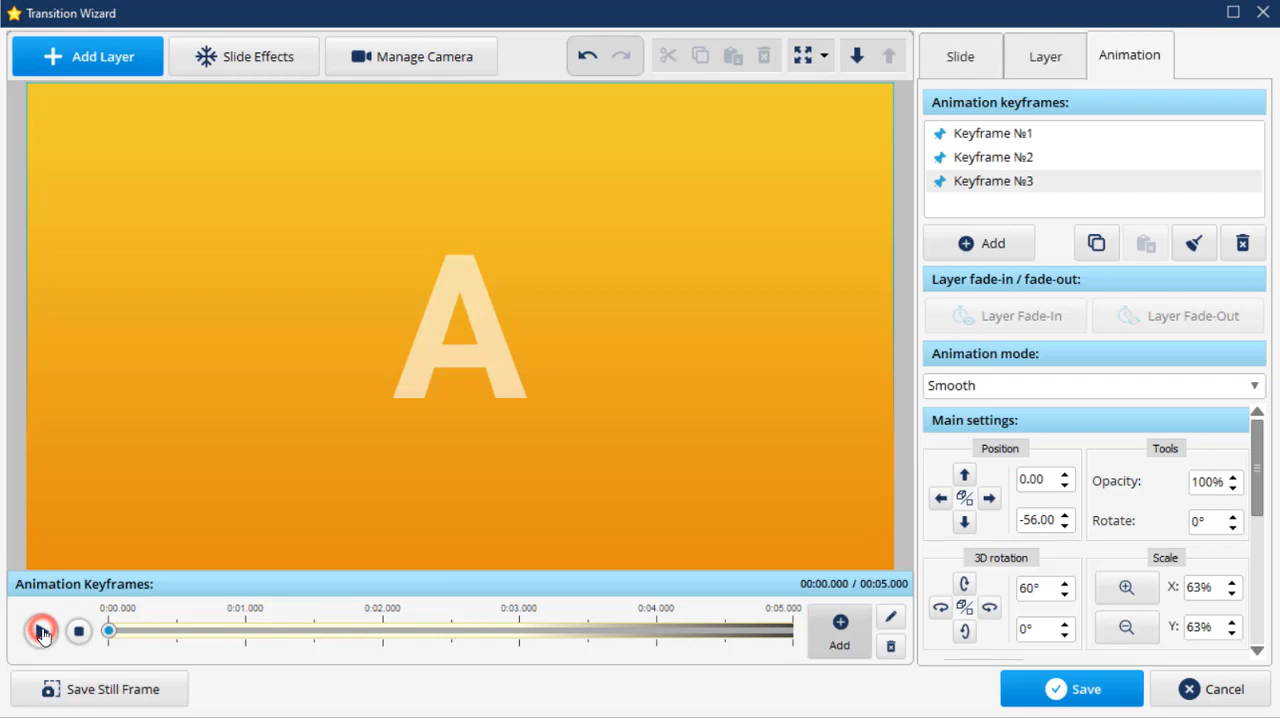 Transition Wizard
Add Layer
Slide Effects
Manage Camera
Slide
Layer
Animation
Animation keyframes:
Keyframe №1
Keyframe №2
Keyframe №3
Add
Layer fade-in / fade-out:
Layer Fade-In
Layer Fade-Out
Animation mode:
Smooth
Main settings:
Position
Tools
0.00
Opacity:
100%
-56.00
Rotate:
0°
3D rotation
Scale
60°
X:
63%
0°
Y:
63%
A
Animation Keyframes:
00:00.000 / 00:05.000
0:00.000
0:01.000
0:02.000
0:03.000
0:04.000
0:05.000
Add
Save Still Frame
Save
Cancel